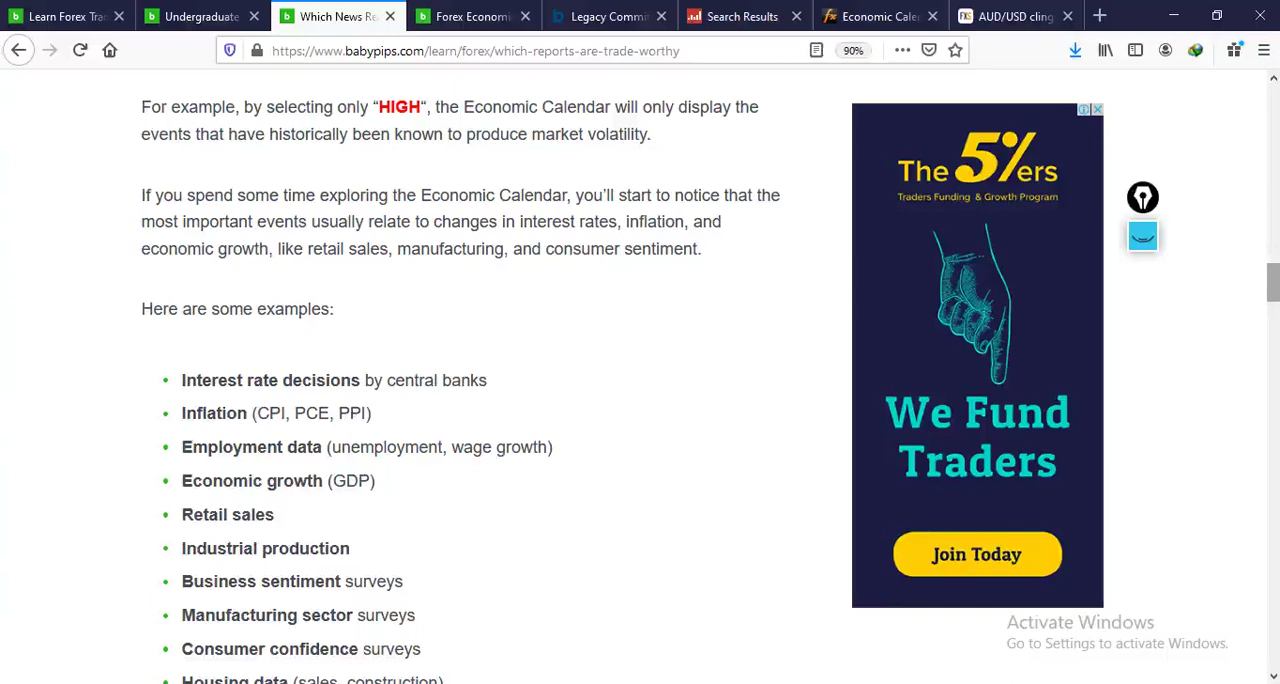 Learn Forex Tra
Undergraduate
Which News Re
Forex Economi
Legacy Commit
Search Results
Economic Cale
AUD/USD cling
https://www.babypips.com/learn/forex/which-reports-are-trade-worthy
90%
For example, by selecting only “HIGH“, the Economic Calendar will only display the
events that have historically been known to produce market volatility.
If you spend some time exploring the Economic Calendar, you’ll start to notice that the
most important events usually relate to changes in interest rates, inflation, and
economic growth, like retail sales, manufacturing, and consumer sentiment.
Here are some examples:
• Interest rate decisions by central banks
• Inflation (CPI, PCE, PPI)
• Employment data (unemployment, wage growth)
• Economic growth (GDP)
• Retail sales
• Industrial production
• Business sentiment surveys
• Manufacturing sector surveys
• Consumer confidence surveys
Housing data (sales, construction)
The 5%ers
Traders Funding & Growth Program
We Fund
Traders
Join Today
Activate Windows
Go to Settings to activate Windows.